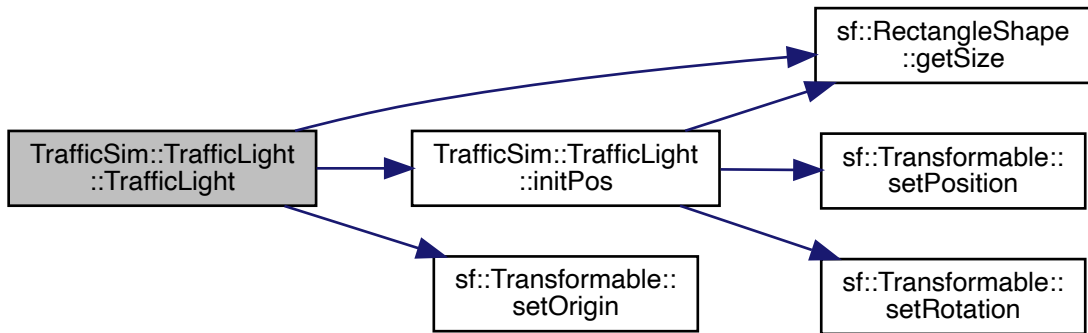 TrafficSim::TrafficLight
::TrafficLight
TrafficSim::TrafficLight
::initPos
sf::Transformable::
setOrigin
sf::RectangleShape
::getSize
sf::Transformable::
setPosition
sf::Transformable::
setRotation